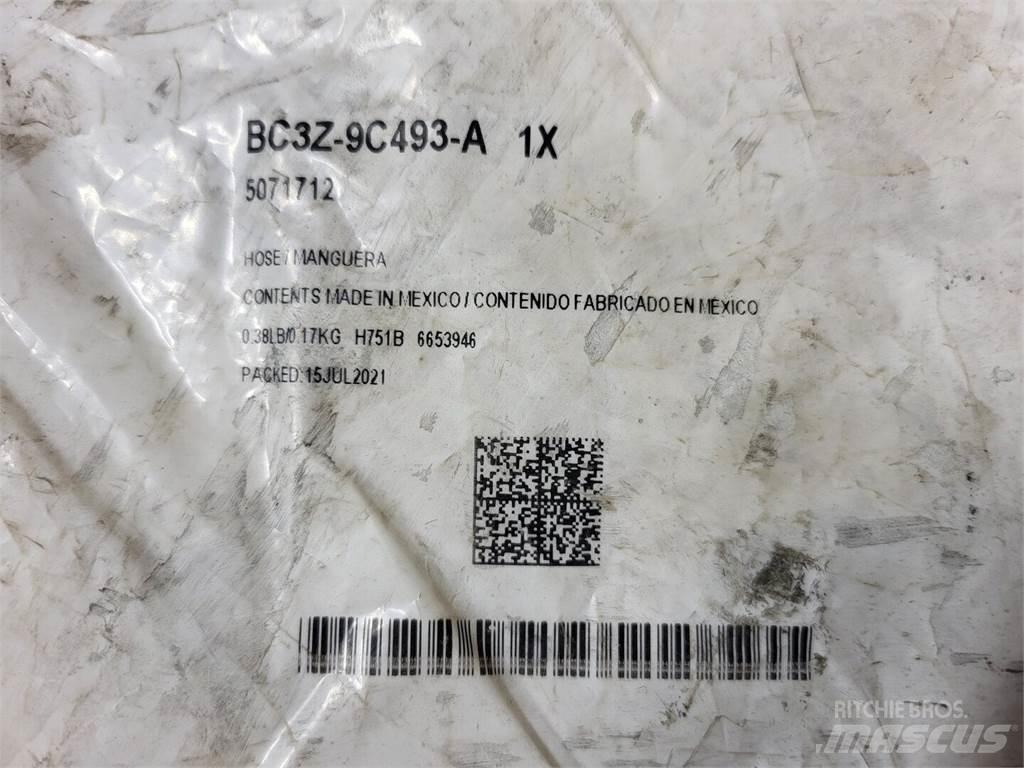 BC3Z-9C493-A 1X
5071712
HOSE / MANGUERA
CONTENTS MADE IN MEXICO / CONTENIDO FABRICADO EN MEXICO
0.38LB/0.17KG H751B 6653946
PACKED:15JUL2021
RITCHIE BROS.
MASCUS